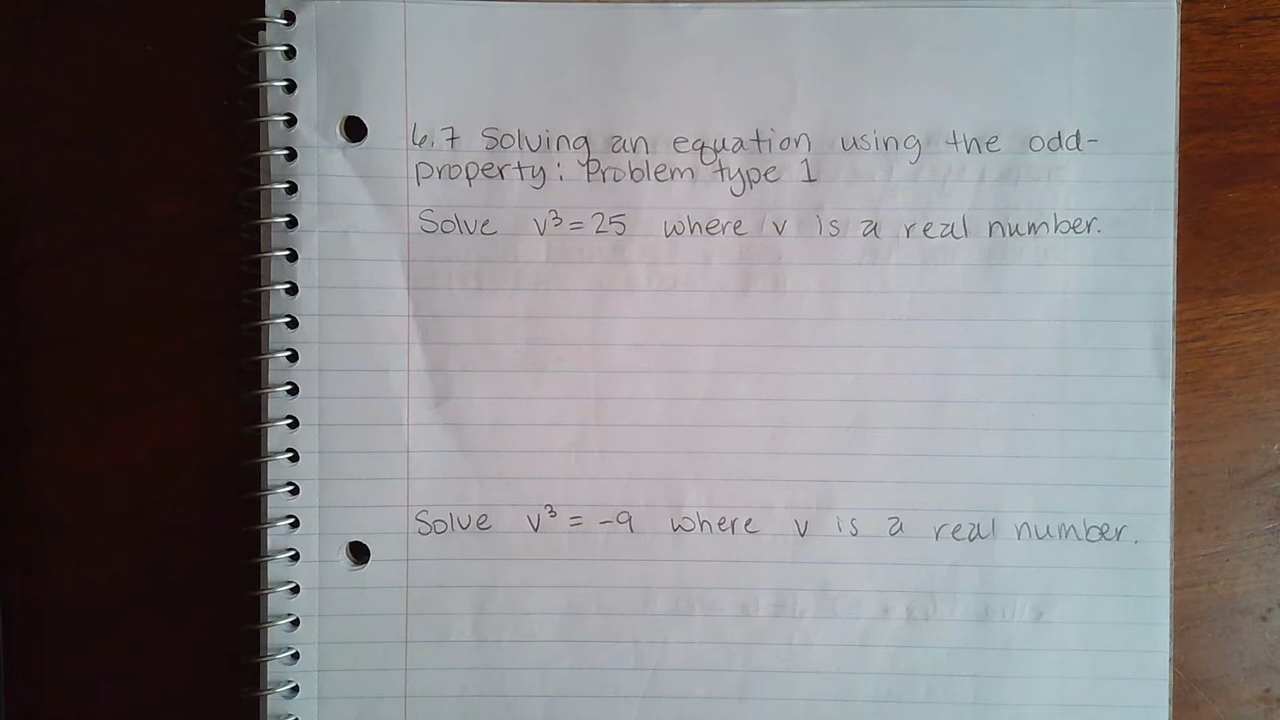 6.7 Solving an equation using the odd-
property: Problem type 1
Solve v³ = 25 where v is a real number.
Solve v³ = -9 where v is a real number.